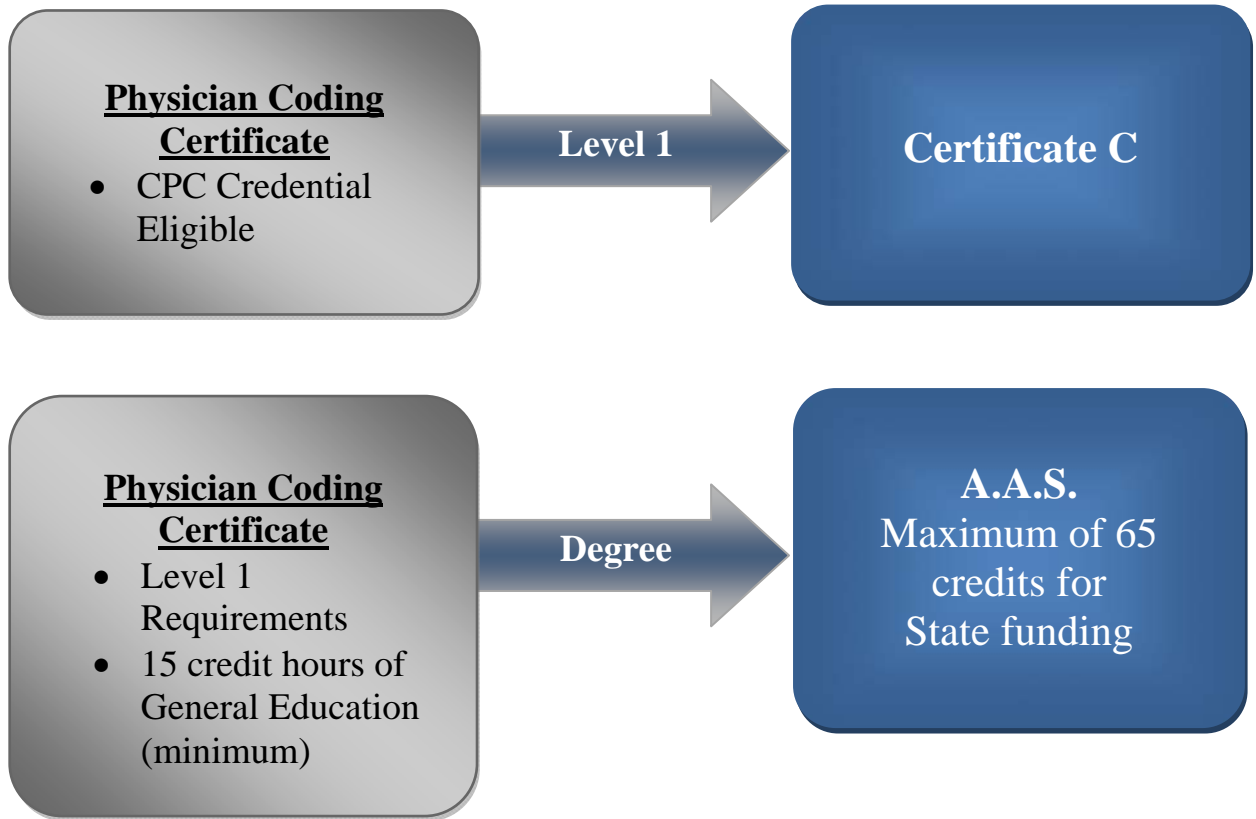 Physician Coding
Certificate
• CPC Credential
Eligible
Level 1
Certificate C
Physician Coding
Certificate
• Level 1
Requirements
• 15 credit hours of
General Education
(minimum)
Degree
A.A.S.
Maximum of 65
credits for
State funding